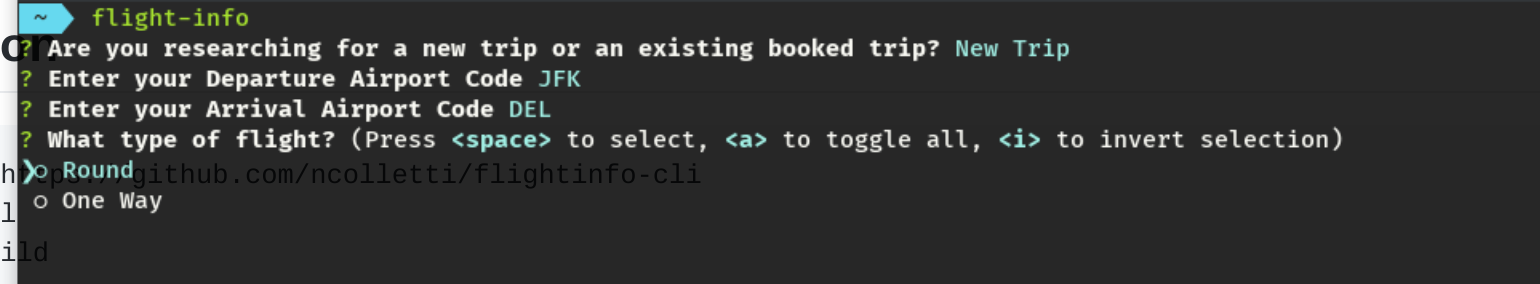 ~ flight-info
on
? Are you researching for a new trip or an existing booked trip? New Trip
? Enter your Departure Airport Code JFK
? Enter your Arrival Airport Code DEL
? What type of flight? (Press <space> to select, <a> to toggle all, <i> to invert selection)
❯○ Round
https://github.com/ncolletti/flightinfo-cli
○ One Way
l
ild